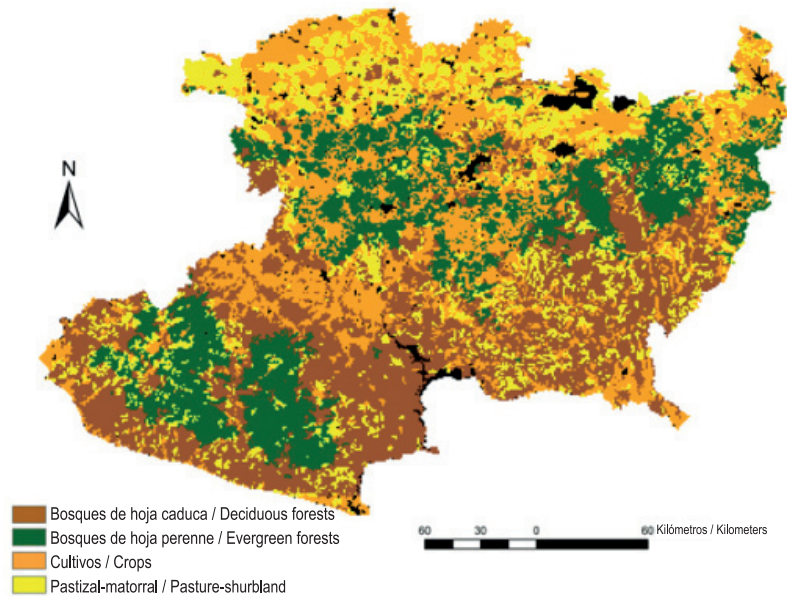 N
Bosques de hoja caduca / Deciduous forests
Bosques de hoja perenne / Evergreen forests
Cultivos / Crops
Pastizal-matorral / Pasture-shurbland
60 30 0 60 Kilómetros / Kilometers